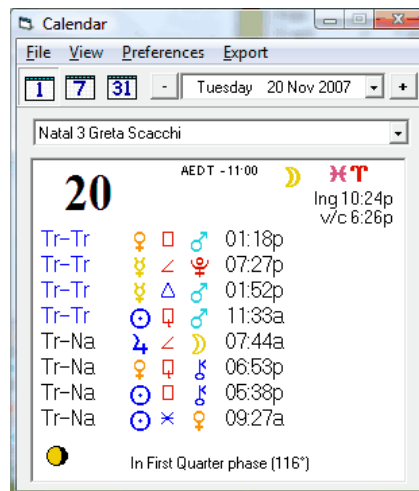 Calendar
File View Preferences Export
1 7 31 - Tuesday 20 Nov 2007 +
Natal 3 Greta Scacchi
20 AEDT -11:00 ☽ ♓ ♈
Ing 10:24p
v/c 6:26p
Tr-Tr ♀ □ ♂ 01:18p
Tr-Tr ☿ ∠ ♇ 07:27p
Tr-Tr ☿ △ ♂ 01:52p
Tr-Tr ☉ ⚼ ♂ 11:33a
Tr-Na ♃ ∠ ☽ 07:44a
Tr-Na ♀ ⚼ ⚷ 06:53p
Tr-Na ☉ □ ⚷ 05:38p
Tr-Na ☉ ⚹ ♀ 09:27a
In First Quarter phase (116°)